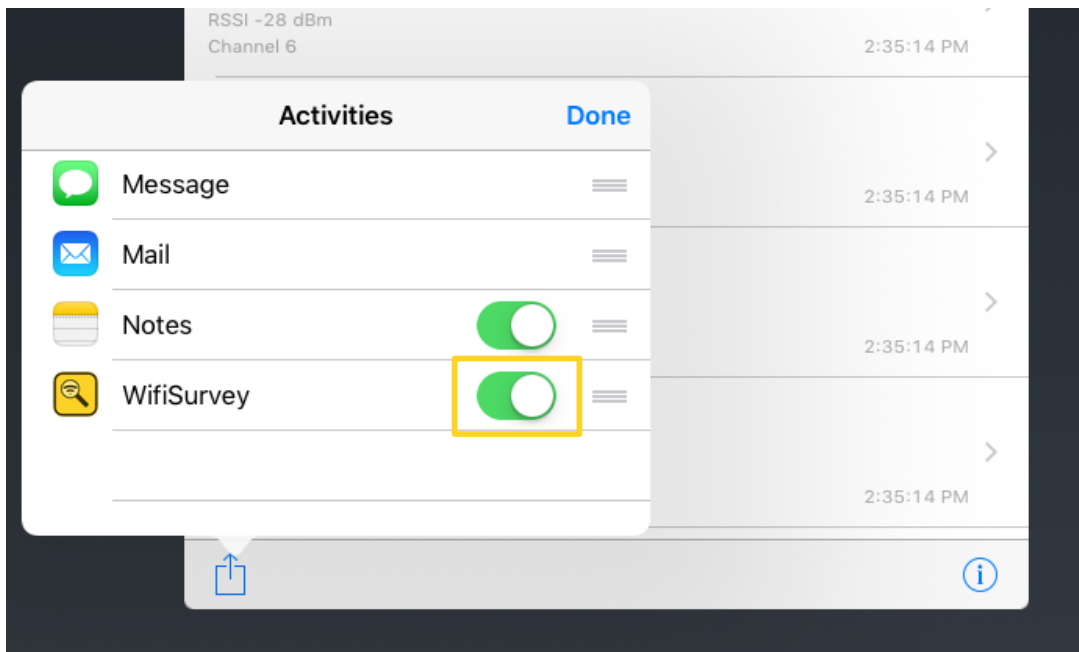 RSSI -28 dBm
Channel 6
2:35:14 PM
Activities
Done
Message
2:35:14 PM
Mail
Notes
2:35:14 PM
WifiSurvey
2:35:14 PM